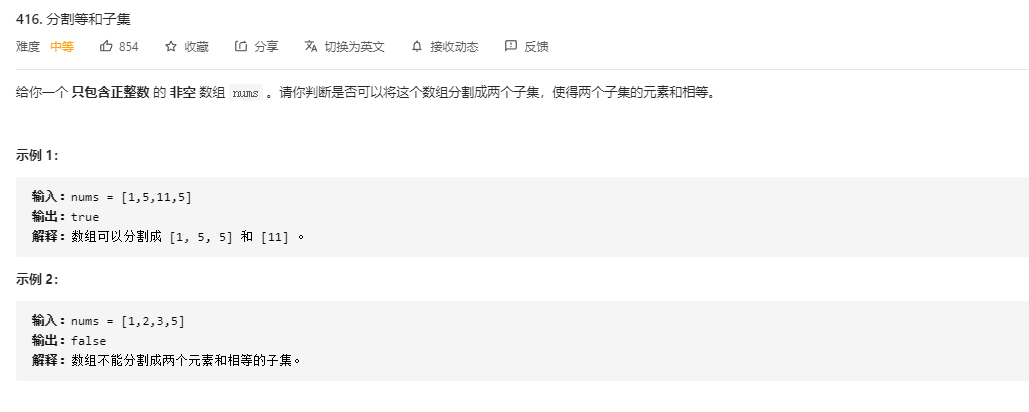 416. 分割等和子集
难度 中等 854 收藏 分享 切换为英文 接收动态 反馈
给你一个 只包含正整数 的 非空 数组 nums 。请你判断是否可以将这个数组分割成两个子集，使得两个子集的元素和相等。
示例 1：
输入：nums = [1,5,11,5]
输出：true
解释：数组可以分割成 [1, 5, 5] 和 [11] 。
示例 2：
输入：nums = [1,2,3,5]
输出：false
解释：数组不能分割成两个元素和相等的子集。